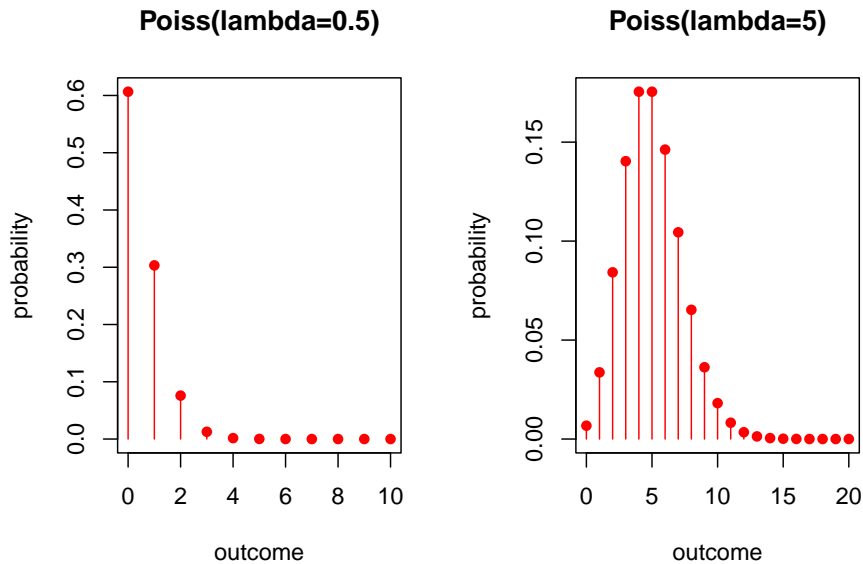 Poiss(lambda=0.5)
probability
0.6
0.5
0.4
0.3
0.2
0.1
0.0
0 2 4 6 8 10
outcome
Poiss(lambda=5)
probability
0.15
0.10
0.05
0.00
0 5 10 15 20
outcome